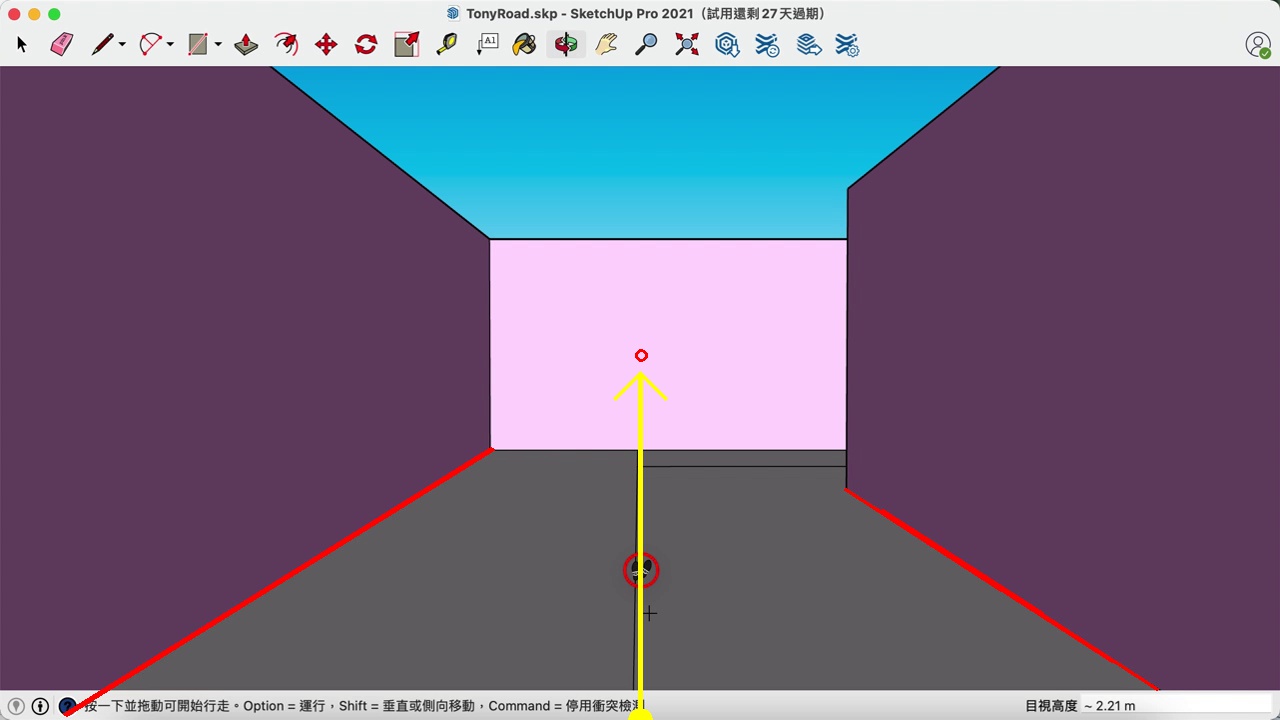 TonyRoad.skp - SketchUp Pro 2021（試用還剩 27 天過期）
A1
按一下並拖動可開始行走。Option = 運行，Shift = 垂直或側向移動，Command = 停用衝突檢測
目視高度 ~ 2.21 m